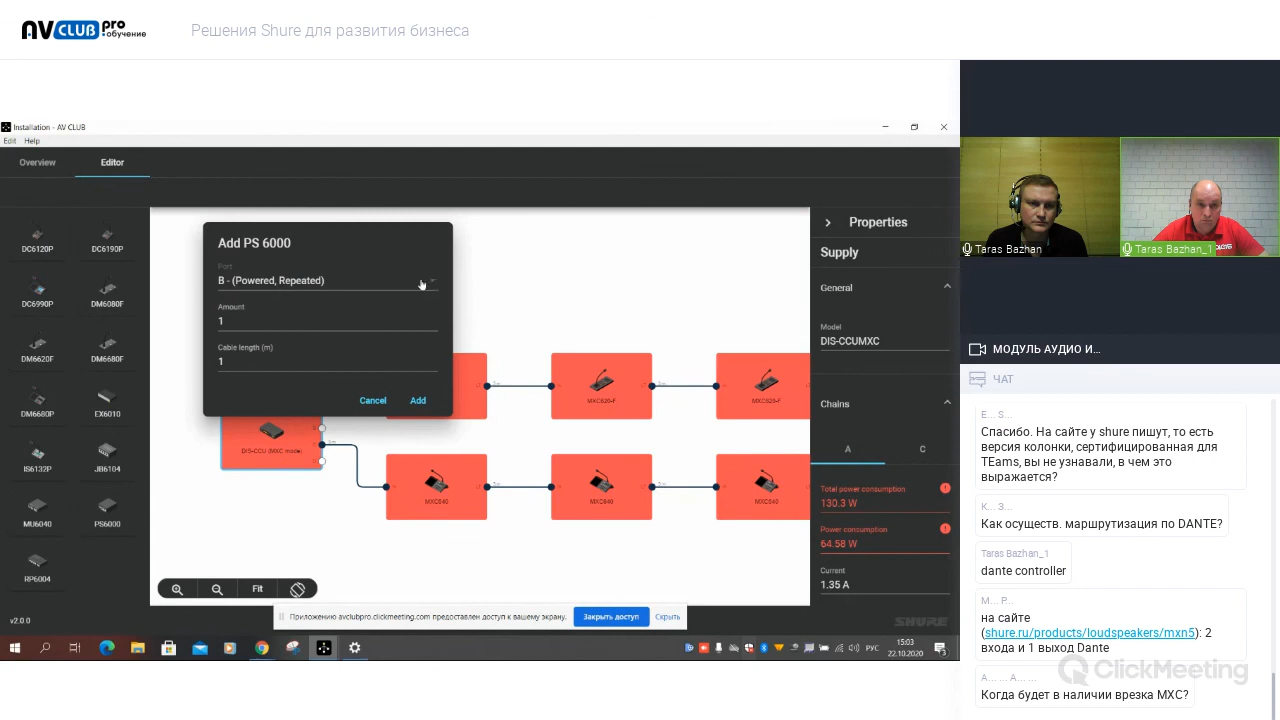 AV CLUB pro
.обучение
Решения Shure для развития бизнеса
Installation - AV CLUB
Edit Help
Overview Editor
DC6120P DC6190P
DC6990P DM6080F
DM6620F DM6680F
DM6680P EX6010
IS6132P JB6104
MU6040 PS6000
RP6004
v2.0.0
Add PS 6000
Port
B - (Powered, Repeated)
Amount
1
Cable length (m)
1
Cancel Add
MXC620-F MXC620-F
DIS-CCU (MXC mode)
MXC640 MXC640 MXC640
Fit
Properties
Supply
General
Model
DIS-CCUMXC
Chains
A C
Total power consumption
130.3 W
Power consumption
64.58 W
Current
1.35 A
SHURE
Приложению avclubpro.clickmeeting.com предоставлен доступ к вашему экрану. Закрыть доступ Скрыть
РУС
15:03
22.10.2020
3
Taras Bazhan Taras Bazhan_1
МОДУЛЬ АУДИО И...
ЧАТ
E... S...
Спасибо. На сайте у shure пишут, то есть
версия колонки, сертифицированная для
TEams, вы не узнавали, в чем это
выражается?
К... З...
Как осуществ. маршрутизация по DANTE?
Taras Bazhan_1
dante controller
М... Р...
на сайте
(shure.ru/products/loudspeakers/mxn5): 2
входа и 1 выход Dante
ClickMeeting
А... ... А... ...
Когда будет в наличии врезка МХС?